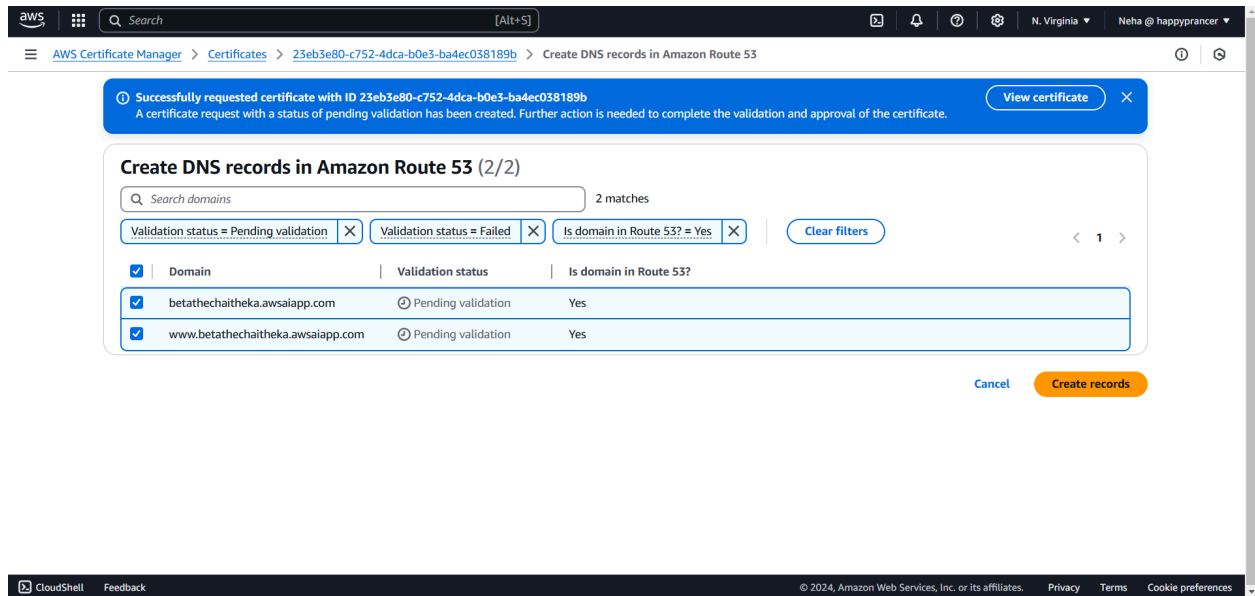 aws Search [Alt+S] N. Virginia ▼ Neha @ happyprancer ▼
AWS Certificate Manager > Certificates > 23eb3e80-c752-4dca-b0e3-ba4ec038189b > Create DNS records in Amazon Route 53
Successfully requested certificate with ID 23eb3e80-c752-4dca-b0e3-ba4ec038189b
A certificate request with a status of pending validation has been created. Further action is needed to complete the validation and approval of the certificate.
View certificate
Create DNS records in Amazon Route 53 (2/2)
Search domains 2 matches
Validation status = Pending validation Validation status = Failed Is domain in Route 53? = Yes Clear filters < 1 >
Domain Validation status Is domain in Route 53?
betathechaitheka.awsaiapp.com Pending validation Yes
www.betathechaitheka.awsaiapp.com Pending validation Yes
Cancel Create records
CloudShell Feedback © 2024, Amazon Web Services, Inc. or its affiliates. Privacy Terms Cookie preferences